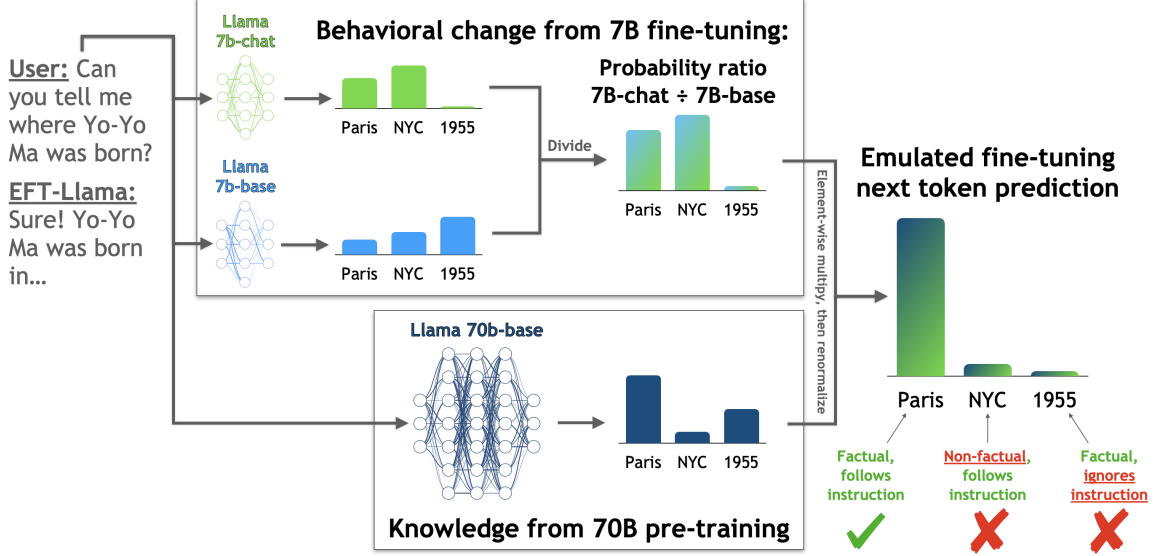 Llama
7b-chat
Behavioral change from 7B fine-tuning:
User: Can
you tell me
where Yo-Yo
Ma was born?
EFT-Llama:
Sure! Yo-Yo
Ma was born
in...
Paris NYC 1955
Llama
7b-base
Paris NYC 1955
Divide
Probability ratio
7B-chat ÷ 7B-base
Paris NYC 1955
Llama 70b-base
Paris NYC 1955
Knowledge from 70B pre-training
Element-wise multipy, then renormalize
Emulated fine-tuning
next token prediction
Paris NYC 1955
Factual,
follows
instruction
Non-factual,
follows
instruction
Factual,
ignores
instruction